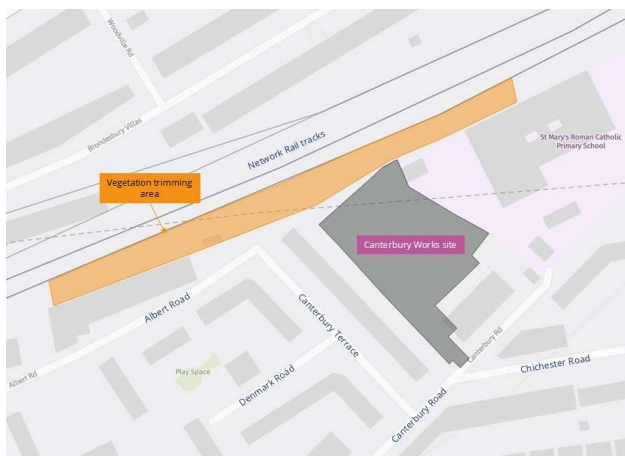 Woodville Rd
Brondesbury Villas
Network Rail tracks
St Mary's Roman Catholic
Primary School
Vegetation trimming
area
Canterbury Works site
Albert Road
Canterbury Terrace
Albert Rd
Play Space
Denmark Road
Canterbury Rd
Chichester Road
Canterbury Road